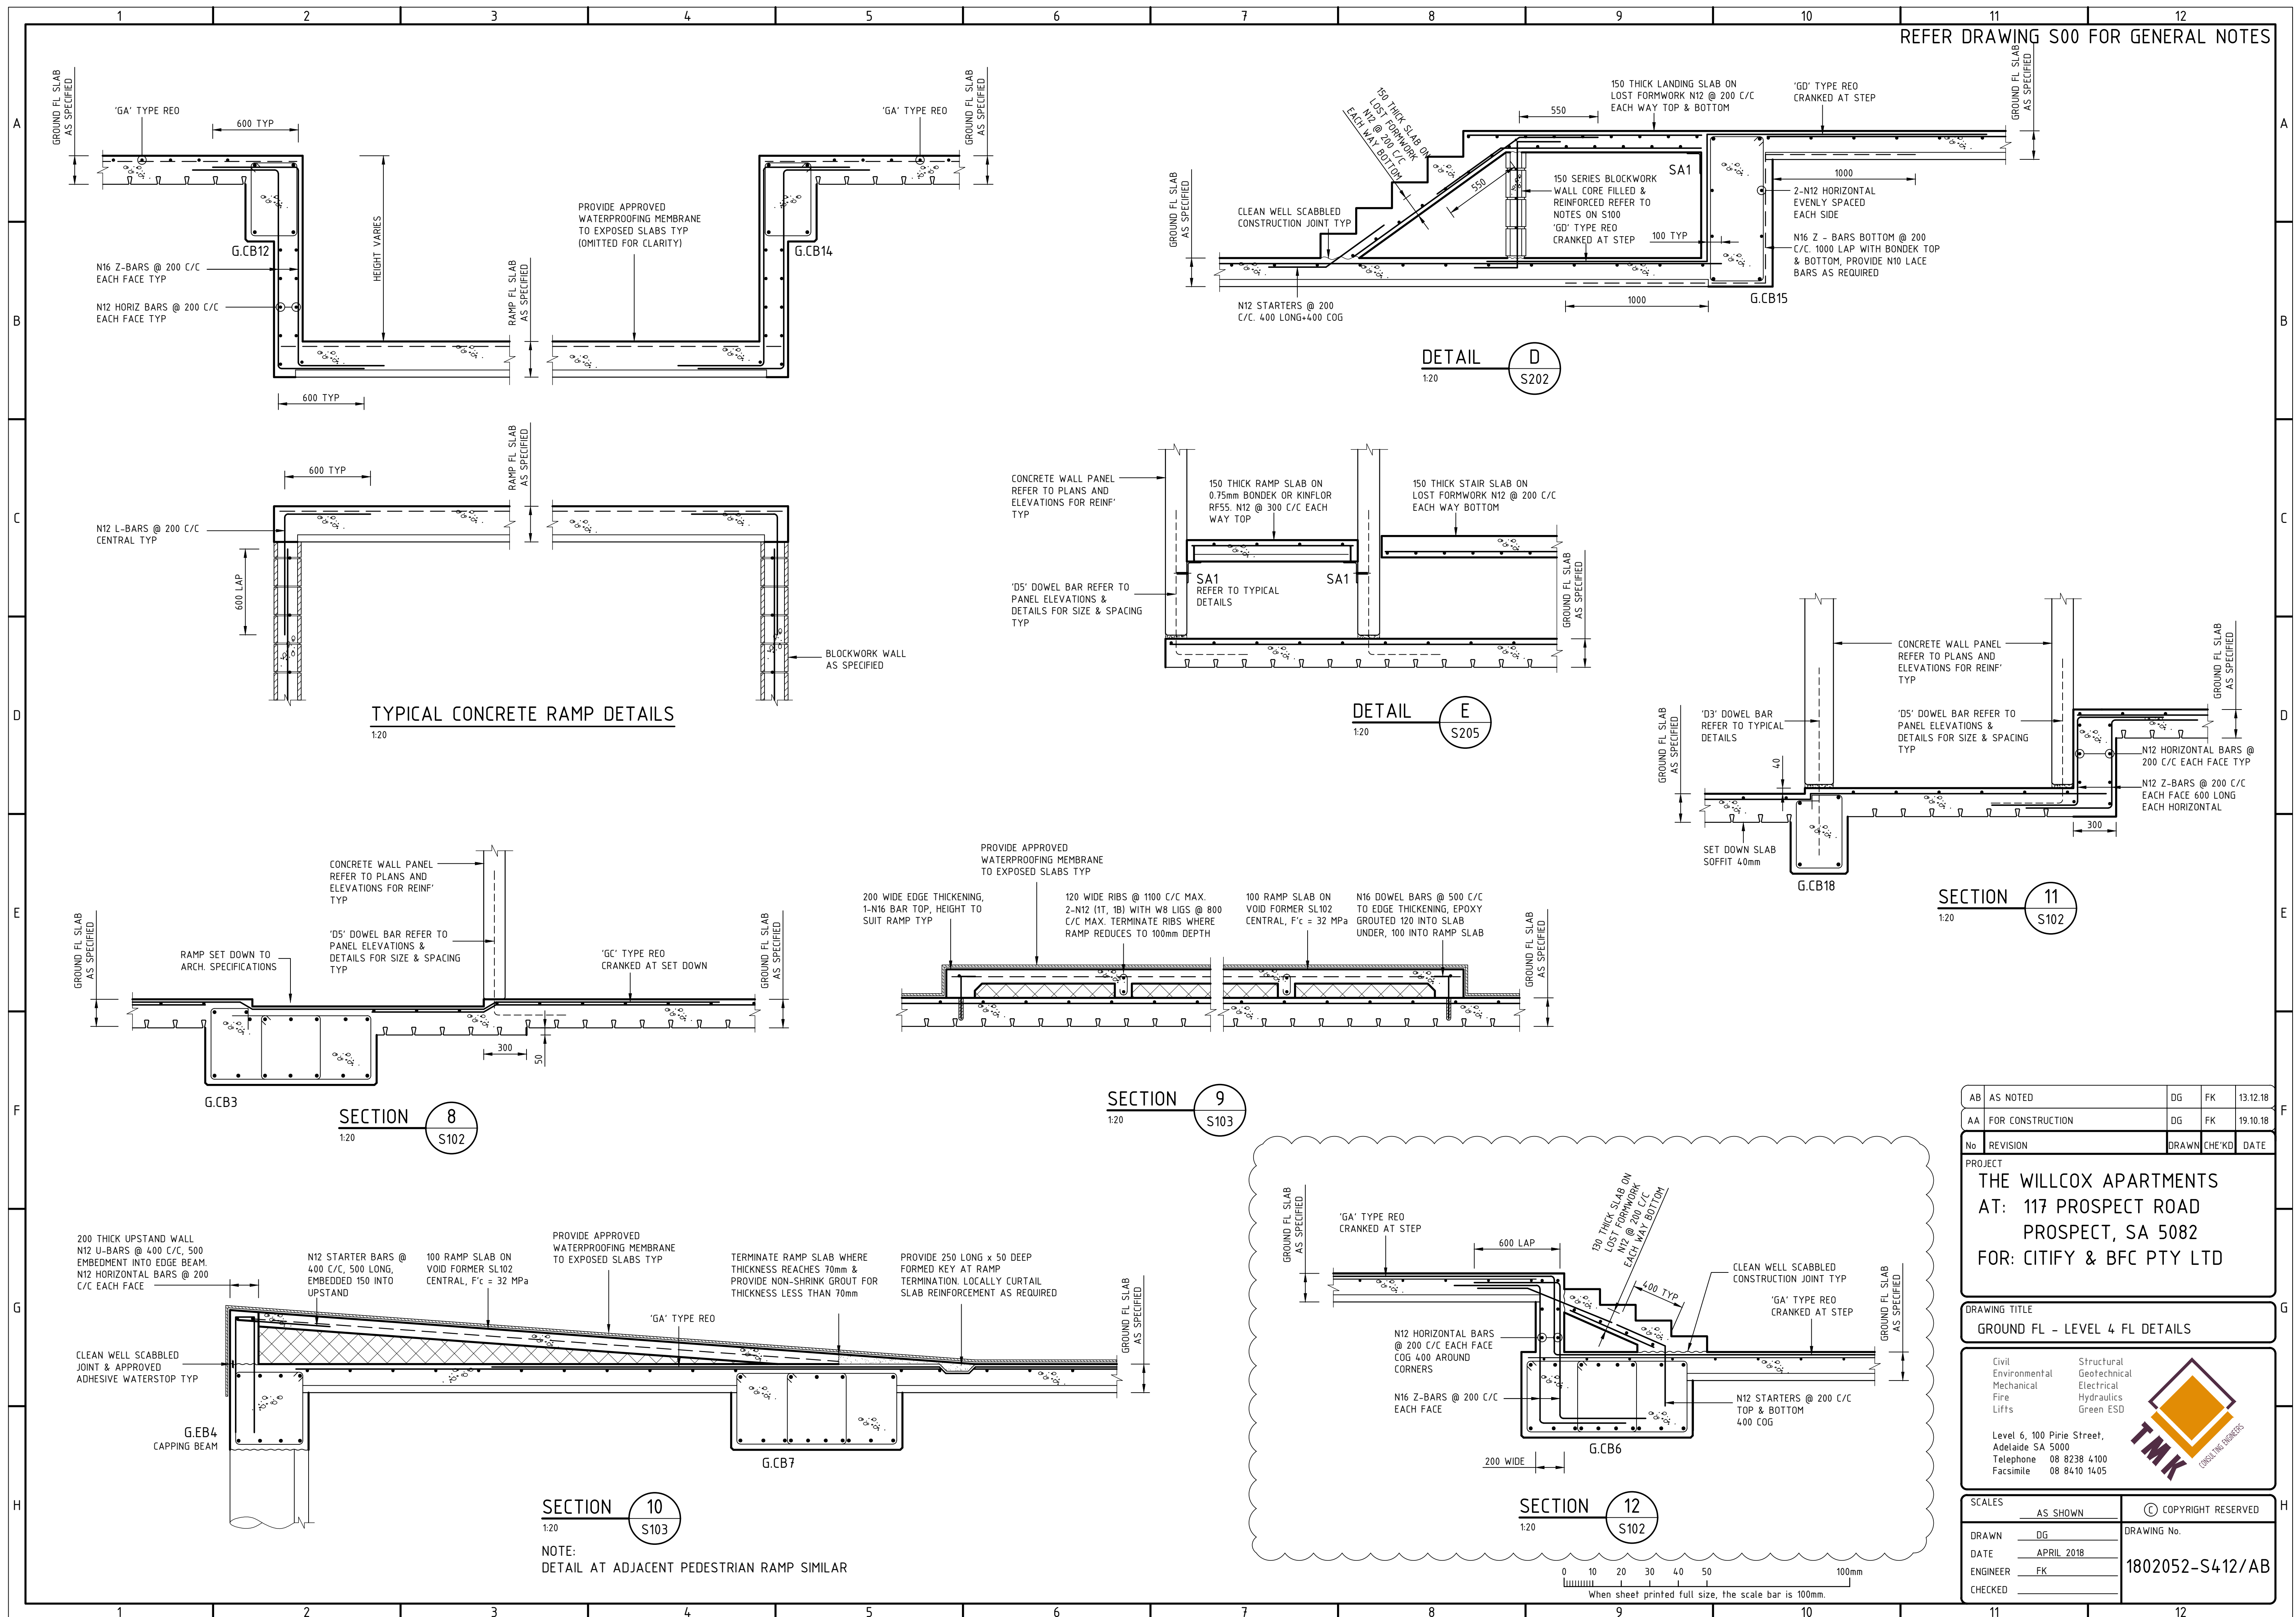 1 2 3 4 5 6 7 8 9 10 11 12
REFER DRAWING S00 FOR GENERAL NOTES
A
B
C
D
E
F
G
H
GROUND FL SLAB
AS SPECIFIED
'GA' TYPE REO
600 TYP
'GA' TYPE REO
GROUND FL SLAB
AS SPECIFIED
G.CB12
HEIGHT VARIES
PROVIDE APPROVED
WATERPROOFING MEMBRANE
TO EXPOSED SLABS TYP
(OMITTED FOR CLARITY)
G.CB14
N16 Z-BARS @ 200 C/C
EACH FACE TYP
N12 HORIZ BARS @ 200 C/C
EACH FACE TYP
RAMP FL SLAB
AS SPECIFIED
600 TYP
600 TYP
RAMP FL SLAB
AS SPECIFIED
N12 L-BARS @ 200 C/C
CENTRAL TYP
600 LAP
BLOCKWORK WALL
AS SPECIFIED
TYPICAL CONCRETE RAMP DETAILS
1:20
150 THICK SLAB ON
LOST FORMWORK
N12 @ 200 C/C
EACH WAY BOTTOM
550
150 THICK LANDING SLAB ON
LOST FORMWORK N12 @ 200 C/C
EACH WAY TOP & BOTTOM
'GD' TYPE REO
CRANKED AT STEP
GROUND FL SLAB
AS SPECIFIED
GROUND FL SLAB
AS SPECIFIED
CLEAN WELL SCABBLED
CONSTRUCTION JOINT TYP
550
150 SERIES BLOCKWORK
WALL CORE FILLED &
REINFORCED REFER TO
NOTES ON S100
'GD' TYPE REO
CRANKED AT STEP
SA1
100 TYP
1000
2-N12 HORIZONTAL
EVENLY SPACED
EACH SIDE
N16 Z - BARS BOTTOM @ 200
C/C. 1000 LAP WITH BONDEK TOP
& BOTTOM, PROVIDE N10 LACE
BARS AS REQUIRED
N12 STARTERS @ 200
C/C. 400 LONG+400 COG
1000
G.CB15
DETAIL
D
1:20
S202
CONCRETE WALL PANEL
REFER TO PLANS AND
ELEVATIONS FOR REINF'
TYP
150 THICK RAMP SLAB ON
0.75mm BONDEK OR KINFLOR
RF55. N12 @ 300 C/C EACH
WAY TOP
150 THICK STAIR SLAB ON
LOST FORMWORK N12 @ 200 C/C
EACH WAY BOTTOM
'D5' DOWEL BAR REFER TO
PANEL ELEVATIONS &
DETAILS FOR SIZE & SPACING
TYP
SA1
REFER TO TYPICAL
DETAILS
SA1
GROUND FL SLAB
AS SPECIFIED
DETAIL
E
1:20
S205
CONCRETE WALL PANEL
REFER TO PLANS AND
ELEVATIONS FOR REINF'
TYP
GROUND FL SLAB
AS SPECIFIED
GROUND FL SLAB
AS SPECIFIED
'D3' DOWEL BAR
REFER TO TYPICAL
DETAILS
'D5' DOWEL BAR REFER TO
PANEL ELEVATIONS &
DETAILS FOR SIZE & SPACING
TYP
40
N12 HORIZONTAL BARS @
200 C/C EACH FACE TYP
N12 Z-BARS @ 200 C/C
EACH FACE 600 LONG
EACH HORIZONTAL
300
SET DOWN SLAB
SOFFIT 40mm
G.CB18
SECTION
11
1:20
S102
GROUND FL SLAB
AS SPECIFIED
CONCRETE WALL PANEL
REFER TO PLANS AND
ELEVATIONS FOR REINF'
TYP
RAMP SET DOWN TO
ARCH. SPECIFICATIONS
'D5' DOWEL BAR REFER TO
PANEL ELEVATIONS &
DETAILS FOR SIZE & SPACING
TYP
'GC' TYPE REO
CRANKED AT SET DOWN
GROUND FL SLAB
AS SPECIFIED
300
50
G.CB3
SECTION
8
1:20
S102
PROVIDE APPROVED
WATERPROOFING MEMBRANE
TO EXPOSED SLABS TYP
200 WIDE EDGE THICKENING,
1-N16 BAR TOP, HEIGHT TO
SUIT RAMP TYP
120 WIDE RIBS @ 1100 C/C MAX.
2-N12 (1T, 1B) WITH W8 LIGS @ 800
C/C MAX. TERMINATE RIBS WHERE
RAMP REDUCES TO 100mm DEPTH
100 RAMP SLAB ON
VOID FORMER SL102
CENTRAL, F'c = 32 MPa
N16 DOWEL BARS @ 500 C/C
TO EDGE THICKENING, EPOXY
GROUTED 120 INTO SLAB
UNDER, 100 INTO RAMP SLAB
GROUND FL SLAB
AS SPECIFIED
SECTION
9
1:20
S103
200 THICK UPSTAND WALL
N12 U-BARS @ 400 C/C, 500
EMBEDMENT INTO EDGE BEAM.
N12 HORIZONTAL BARS @ 200
C/C EACH FACE
N12 STARTER BARS @
400 C/C, 500 LONG,
EMBEDDED 150 INTO
UPSTAND
100 RAMP SLAB ON
VOID FORMER SL102
CENTRAL, F'c = 32 MPa
PROVIDE APPROVED
WATERPROOFING MEMBRANE
TO EXPOSED SLABS TYP
TERMINATE RAMP SLAB WHERE
THICKNESS REACHES 70mm &
PROVIDE NON-SHRINK GROUT FOR
THICKNESS LESS THAN 70mm
PROVIDE 250 LONG x 50 DEEP
FORMED KEY AT RAMP
TERMINATION. LOCALLY CURTAIL
SLAB REINFORCEMENT AS REQUIRED
'GA' TYPE REO
GROUND FL SLAB
AS SPECIFIED
CLEAN WELL SCABBLED
JOINT & APPROVED
ADHESIVE WATERSTOP TYP
G.EB4
CAPPING BEAM
G.CB7
SECTION
10
1:20
S103
NOTE:
DETAIL AT ADJACENT PEDESTRIAN RAMP SIMILAR
GROUND FL SLAB
AS SPECIFIED
'GA' TYPE REO
CRANKED AT STEP
600 LAP
130 THICK SLAB ON
LOST FORMWORK
N12 @ 200 C/C
EACH WAY BOTTOM
400 TYP
CLEAN WELL SCABBLED
CONSTRUCTION JOINT TYP
'GA' TYPE REO
CRANKED AT STEP
GROUND FL SLAB
AS SPECIFIED
N12 HORIZONTAL BARS
@ 200 C/C EACH FACE
COG 400 AROUND
CORNERS
N16 Z-BARS @ 200 C/C
EACH FACE
N12 STARTERS @ 200 C/C
TOP & BOTTOM
400 COG
G.CB6
200 WIDE
SECTION
12
1:20
S102
0 10 20 30 40 50 100mm
When sheet printed full size, the scale bar is 100mm.
AB AS NOTED DG FK 13.12.18
AA FOR CONSTRUCTION DG FK 19.10.18
No REVISION DRAWN CHE'KD DATE
PROJECT
THE WILLCOX APARTMENTS
AT: 117 PROSPECT ROAD
PROSPECT, SA 5082
FOR: CITIFY & BFC PTY LTD
DRAWING TITLE
GROUND FL - LEVEL 4 FL DETAILS
Civil Structural
Environmental Geotechnical
Mechanical Electrical
Fire Hydraulics
Lifts Green ESD
Level 6, 100 Pirie Street,
Adelaide SA 5000
Telephone 08 8238 4100
Facsimile 08 8410 1405
TMK
CONSULTING ENGINEERS
SCALES AS SHOWN
© COPYRIGHT RESERVED
DRAWN DG
DATE APRIL 2018
ENGINEER FK
CHECKED
DRAWING No.
1802052-S412/AB
A
B
C
D
E
F
G
H
1 2 3 4 5 6 7 8 9 10 11 12